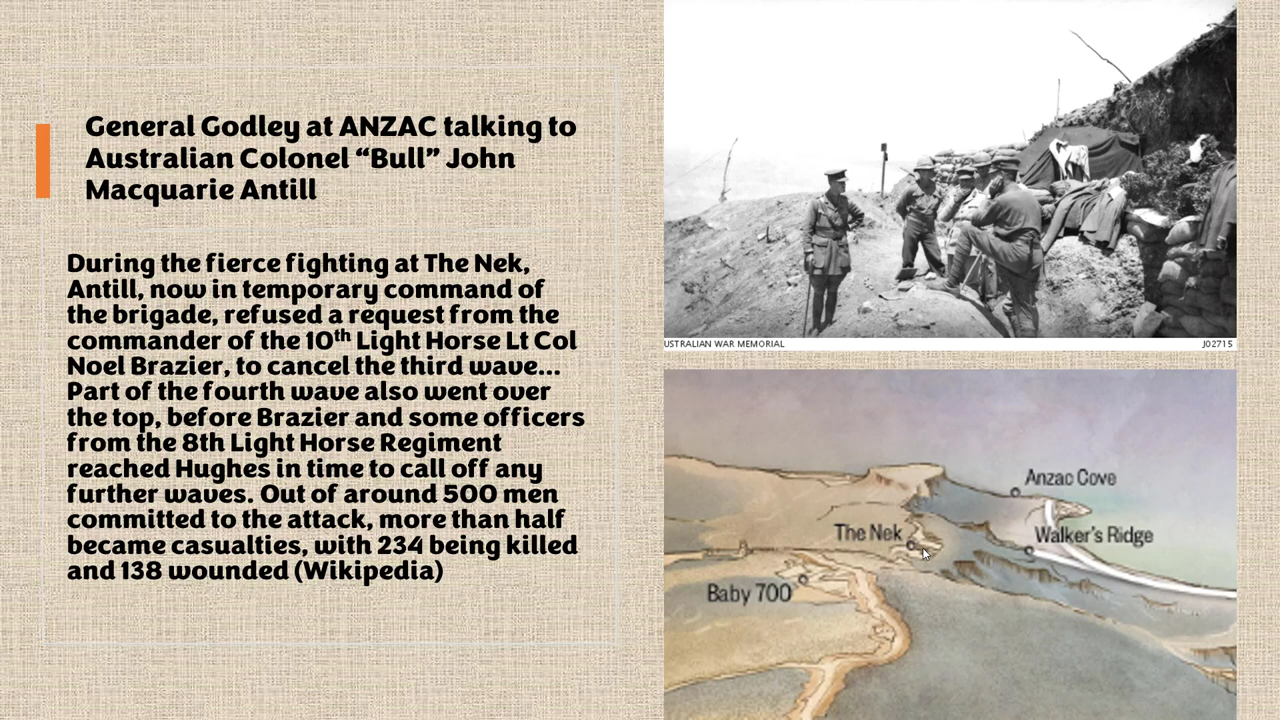 General Godley at ANZAC talking to
Australian Colonel “Bull” John
Macquarie Antill
During the fierce fighting at The Nek,
Antill, now in temporary command of
the brigade, refused a request from the
commander of the 10th Light Horse Lt Col
Noel Brazier, to cancel the third wave...
Part of the fourth wave also went over
the top, before Brazier and some officers
from the 8th Light Horse Regiment
reached Hughes in time to call off any
further waves. Out of around 500 men
committed to the attack, more than half
became casualties, with 234 being killed
and 138 wounded (Wikipedia)
USTRALIAN WAR MEMORIAL
J02715
Anzac Cove
The Nek
Walker's Ridge
Baby 700